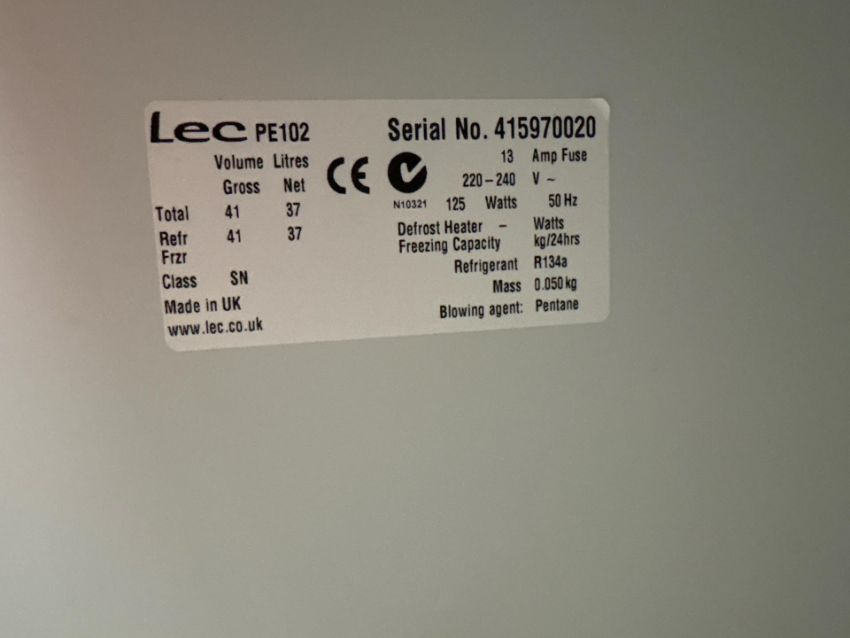 Lec PE102 Serial No. 415970020
Volume Litres
Gross Net
Total 41 37
Refr 41 37
Frzr
Class SN
Made in UK
www.lec.co.uk
CE
N10321
13 Amp Fuse
220-240 V ~
125 Watts 50 Hz
Defrost Heater - Watts
Freezing Capacity kg/24hrs
Refrigerant R134a
Mass 0.050kg
Blowing agent: Pentane